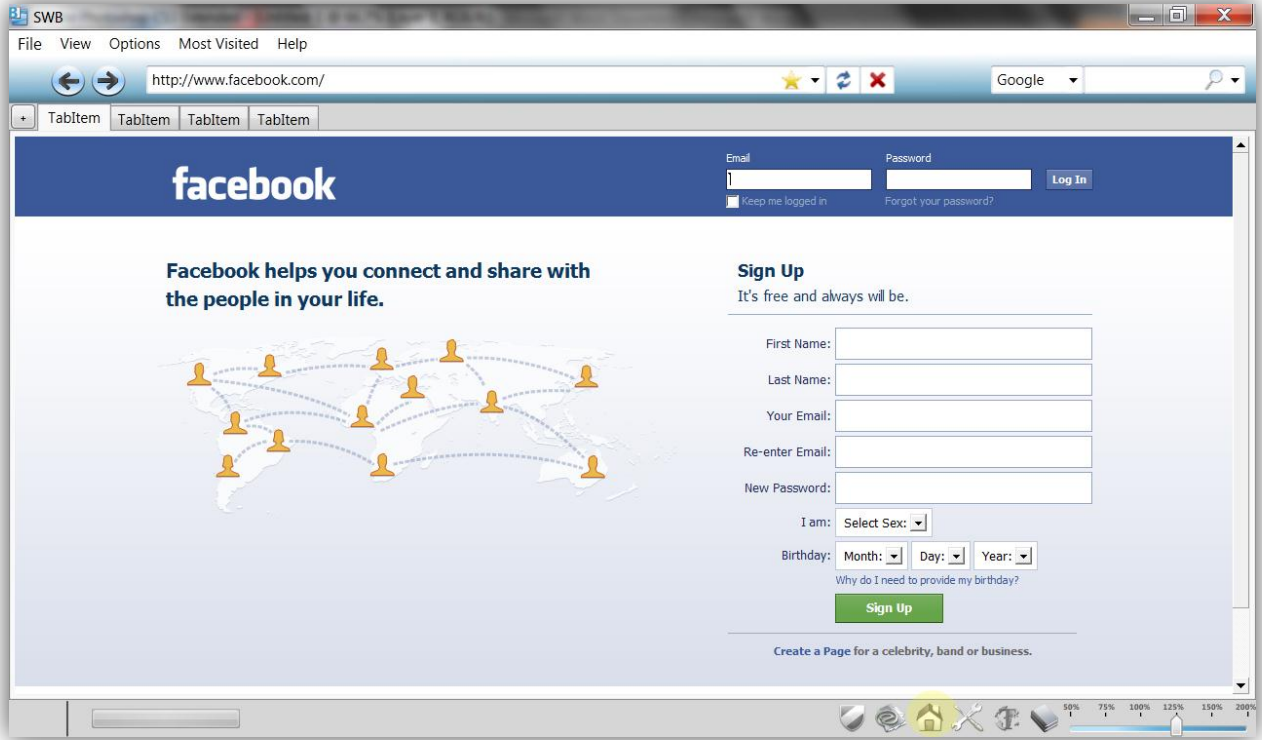 SWB
File View Options Most Visited Help
http://www.facebook.com/ Google
+ TabItem TabItem TabItem TabItem
Email Password
facebook
Log In
Keep me logged in Forgot your password?
Facebook helps you connect and share with
the people in your life.
Sign Up
It's free and always will be.
First Name:
Last Name:
Your Email:
Re-enter Email:
New Password:
I am: Select Sex:
Birthday: Month: Day: Year:
Why do I need to provide my birthday?
Sign Up
Create a Page for a celebrity, band or business.
50% 75% 100% 125% 150% 200%